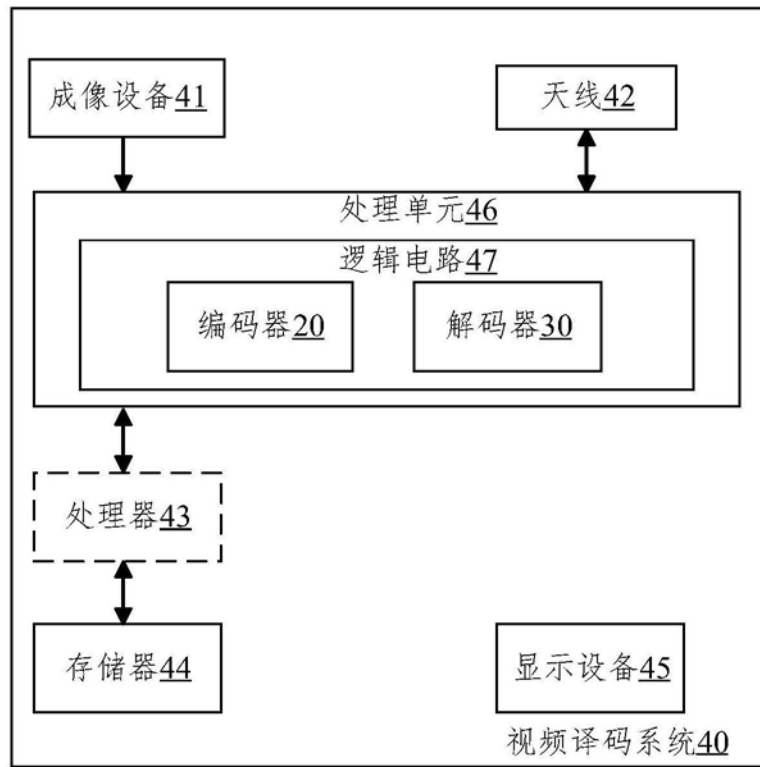 成像设备41
天线42
处理单元46
逻辑电路47
编码器20
解码器30
处理器43
存储器44
显示设备45
视频译码系统40